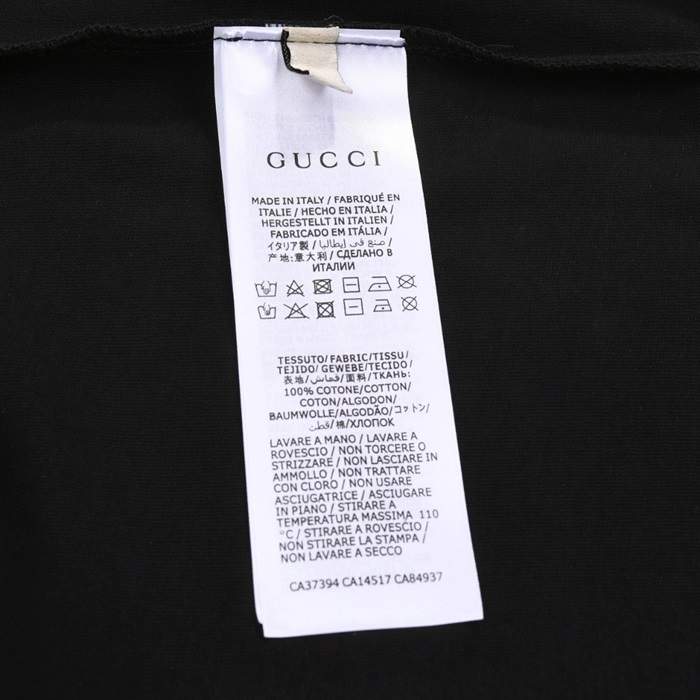 GUCCI
MADE IN ITALY / FABRIQUÉ EN
ITALIE / HECHO EN ITALIA /
HERGESTELLT IN ITALIEN /
FABRICADO EM ITÁLIA /
イタリア製 / صنع في إيطاليا /
产地:意大利 / СДЕЛАНО В
ИТАЛИИ
TESSUTO/FABRIC/TISSU/
TEJIDO/ GEWEBE/TECIDO/
表地/قماش/面料/ТКАНЬ:
100% COTONE/COTTON/
COTON/ALGODON/
BAUMWOLLE/ALGODÃO/コットン/
قطن/棉/ХЛОПОК
LAVARE A MANO / LAVARE A
ROVESCIO / NON TORCERE O
STRIZZARE / NON LASCIARE IN
AMMOLLO / NON TRATTARE
CON CLORO / NON USARE
ASCIUGATRICE / ASCIUGARE
IN PIANO / STIRARE A
TEMPERATURA MASSIMA 110
°C / STIRARE A ROVESCIO /
NON STIRARE LA STAMPA /
NON LAVARE A SECCO
CA37394 CA14517 CA84937